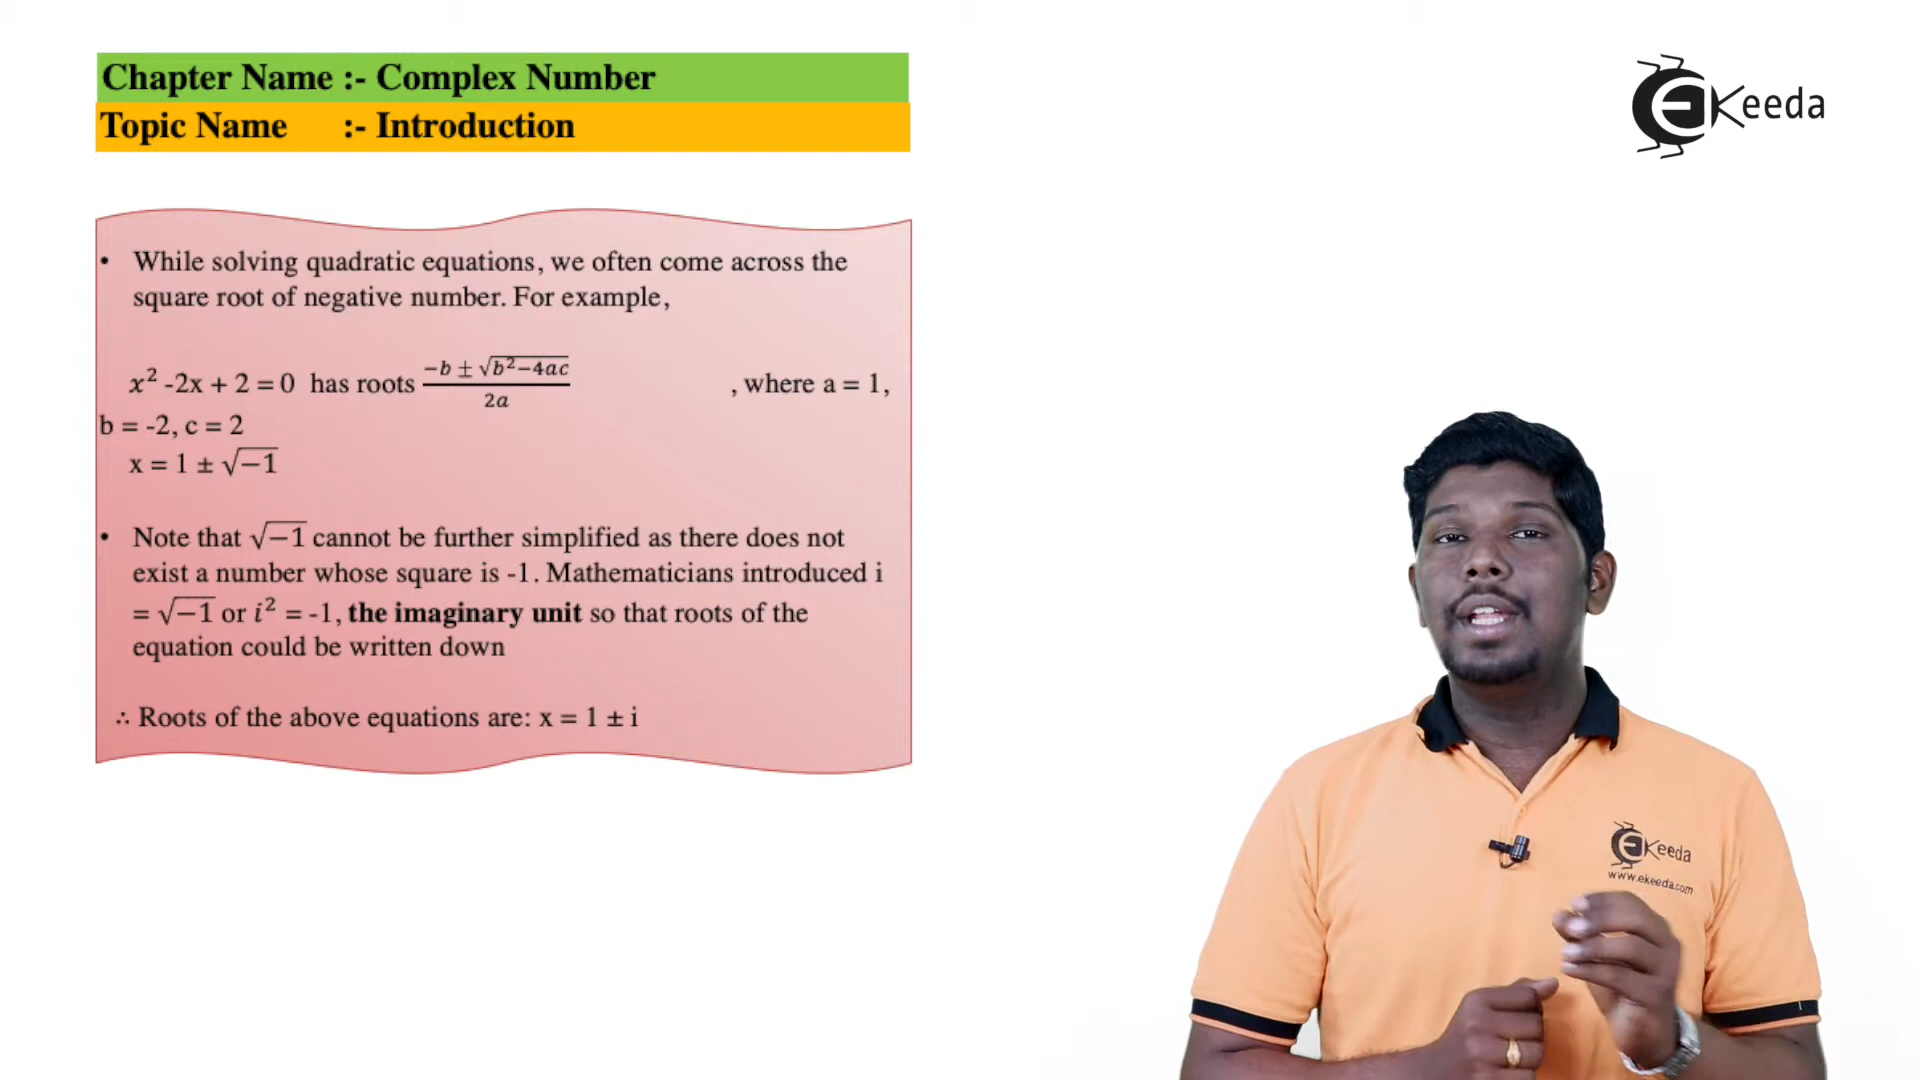 Chapter Name :- Complex Number
Topic Name :- Introduction
Ekeeda
• While solving quadratic equations, we often come across the
square root of negative number. For example,
x² -2x + 2 = 0 has roots (−b ± √(b²−4ac))/2a , where a = 1,
b = -2, c = 2
x = 1 ± √−1
• Note that √−1 cannot be further simplified as there does not
exist a number whose square is -1. Mathematicians introduced i
= √−1 or i² = -1, the imaginary unit so that roots of the
equation could be written down
∴ Roots of the above equations are: x = 1 ± i
Ekeeda
www.ekeeda.com